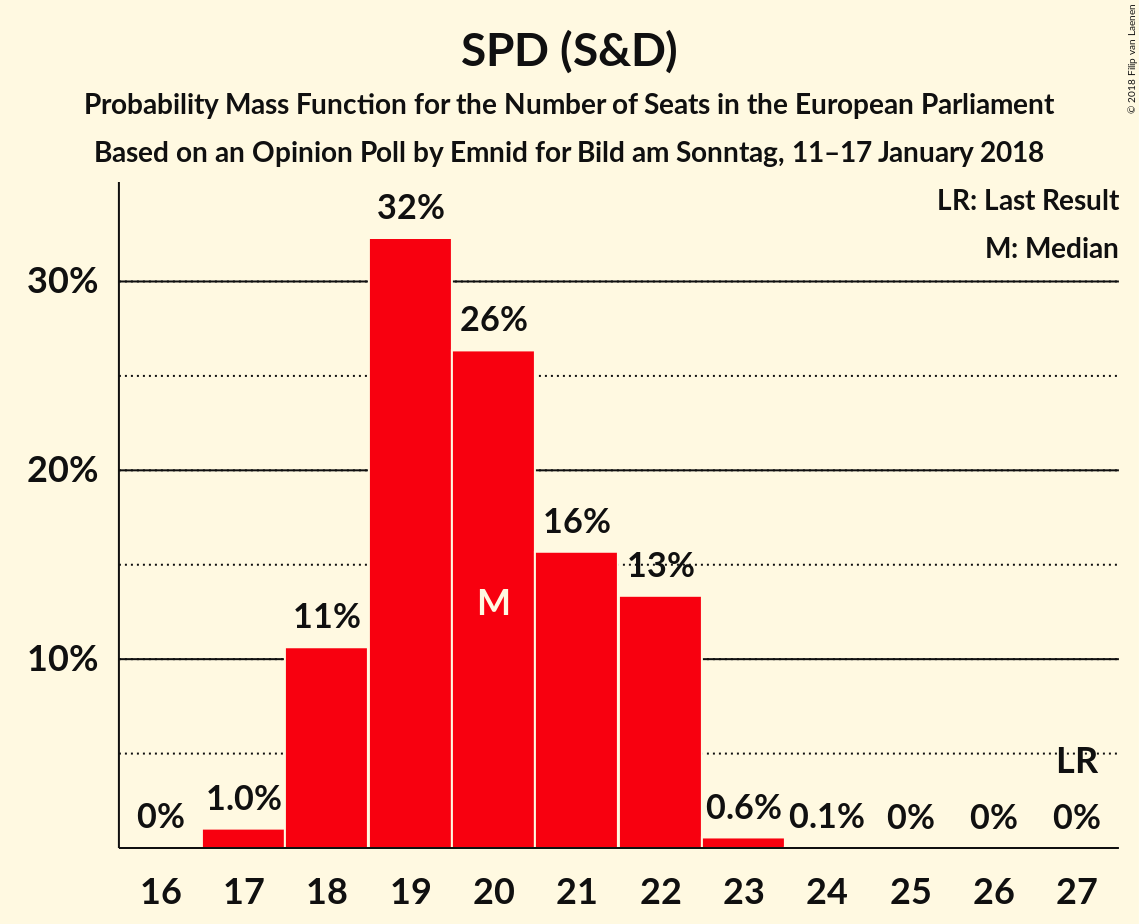 SPD (S&D)
Probability Mass Function for the Number of Seats in the European Parliament
Based on an Opinion Poll by Emnid for Bild am Sonntag, 11–17 January 2018
© 2018 Filip van Laenen
LR: Last Result
M: Median
32%
30%
26%
20%
16%
13%
M
11%
10%
LR
0%
1.0%
0.6%
0.1%
0%
0%
0%
16 17 18 19 20 21 22 23 24 25 26 27